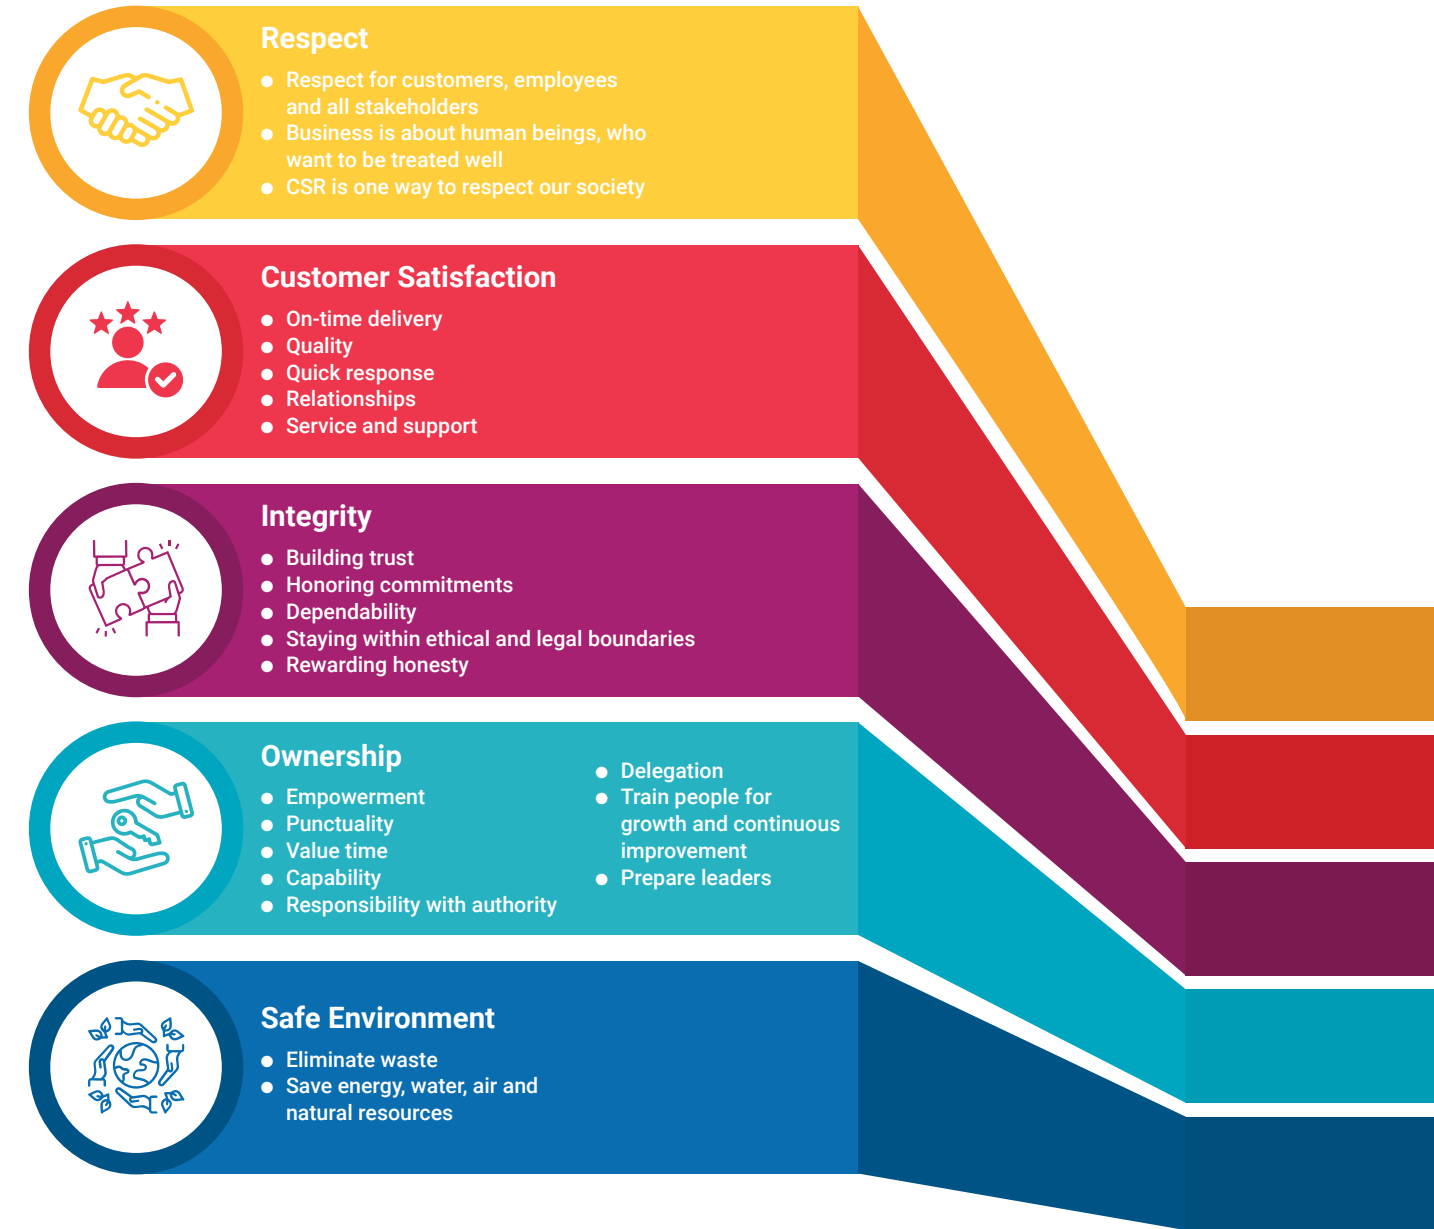 Respect
● Respect for customers, employees
and all stakeholders
● Business is about human beings, who
want to be treated well
● CSR is one way to respect our society
Customer Satisfaction
● On-time delivery
● Quality
● Quick response
● Relationships
● Service and support
Integrity
● Building trust
● Honoring commitments
● Dependability
● Staying within ethical and legal boundaries
● Rewarding honesty
Ownership
● Empowerment
● Punctuality
● Value time
● Capability
● Responsibility with authority
● Delegation
● Train people for
growth and continuous
improvement
● Prepare leaders
Safe Environment
● Eliminate waste
● Save energy, water, air and
natural resources